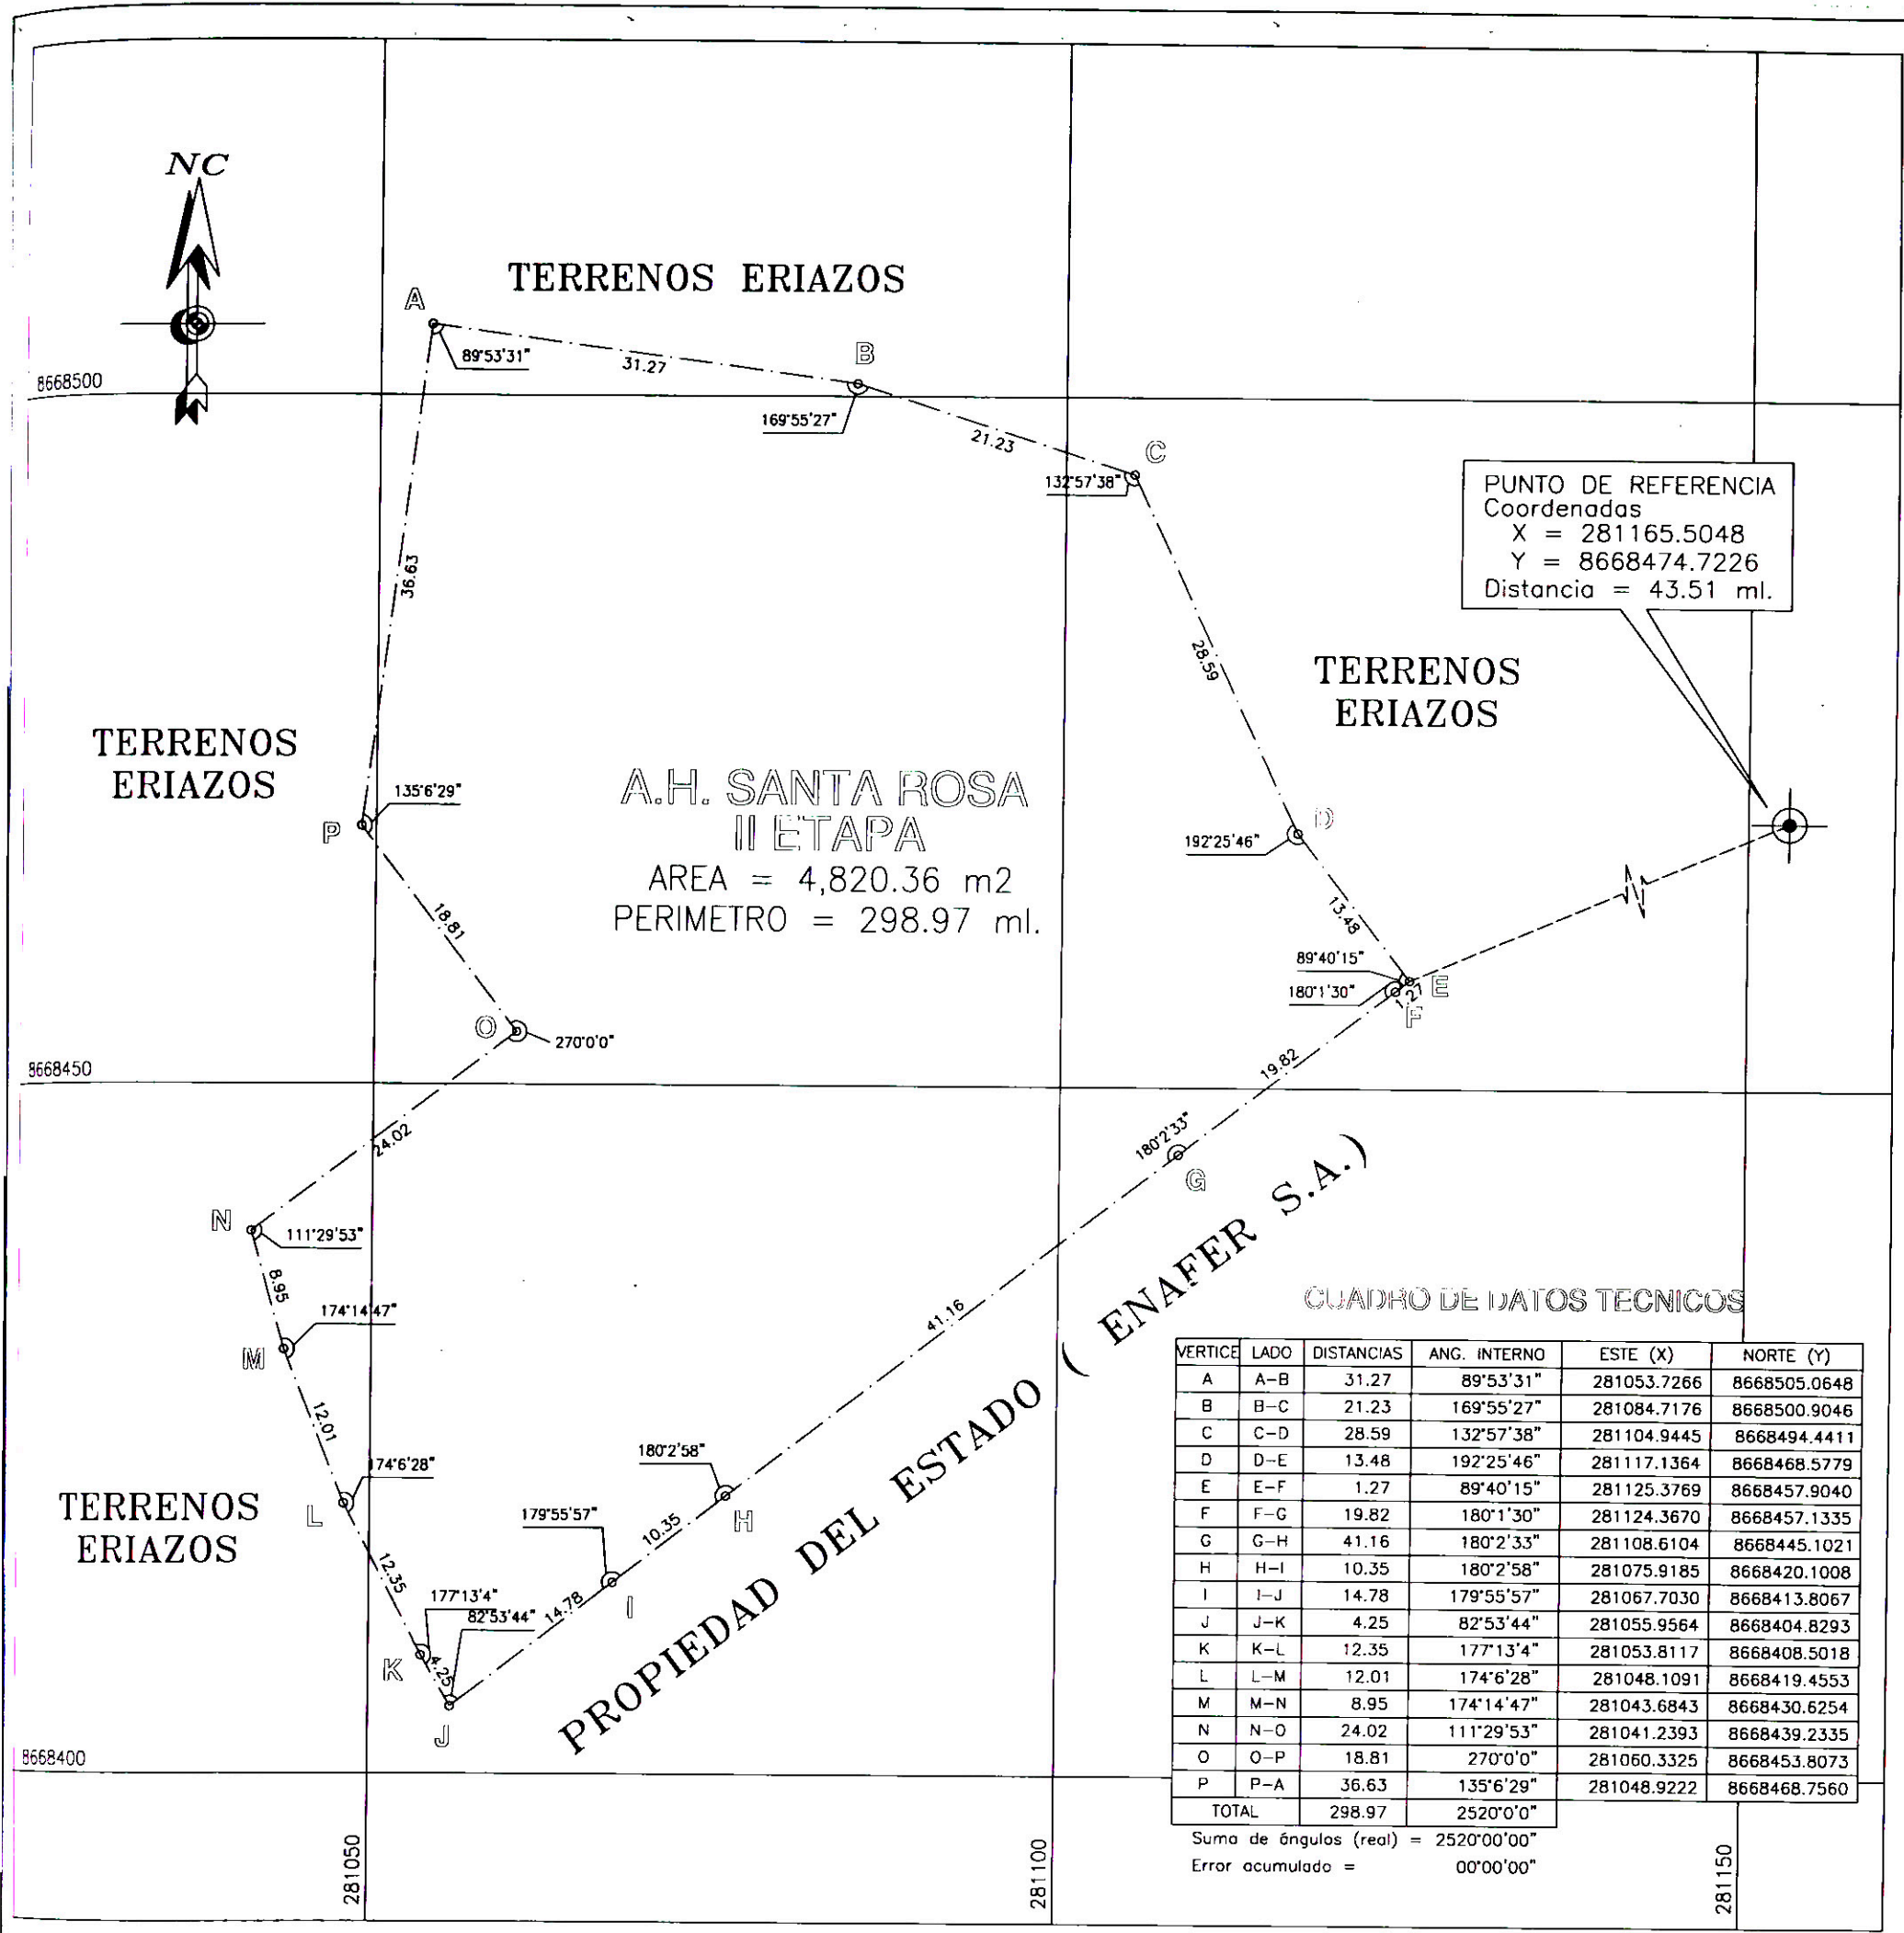 NC
TERRENOS ERIAZOS
A
89°53'31"
31.27
B
8668500
169°55'27"
21.23
C
132°57'38"
PUNTO DE REFERENCIA
Coordenadas
X = 281165.5048
Y = 8668474.7226
Distancia = 43.51 ml.
36.63
28.59
TERRENOS
ERIAZOS
TERRENOS
ERIAZOS
135°6'29"
P
A.H. SANTA ROSA
II ETAPA
AREA = 4,820.36 m2
PERIMETRO = 298.97 ml.
D
192°25'46"
18.81
13.48
89°40'15"
180°1'30"
E
1.27
F
O
270°0'0"
8668450
19.82
24.02
180°2'33"
G
N
111°29'53"
8.95
174°14'47"
M
41.16
PROPIEDAD DEL ESTADO ( ENAFER S.A.)
12.01
174°6'28"
L
TERRENOS
ERIAZOS
180°2'58"
H
179°55'57"
10.35
12.35
177°13'4"
82°53'44"
14.78
I
K
4.25
J
8668400
281050
281100
281150
CUADRO DE DATOS TECNICOS
VERTICE LADO DISTANCIAS ANG. INTERNO ESTE (X) NORTE (Y)
A A-B 31.27 89°53'31" 281053.7266 8668505.0648
B B-C 21.23 169°55'27" 281084.7176 8668500.9046
C C-D 28.59 132°57'38" 281104.9445 8668494.4411
D D-E 13.48 192°25'46" 281117.1364 8668468.5779
E E-F 1.27 89°40'15" 281125.3769 8668457.9040
F F-G 19.82 180°1'30" 281124.3670 8668457.1335
G G-H 41.16 180°2'33" 281108.6104 8668445.1021
H H-I 10.35 180°2'58" 281075.9185 8668420.1008
I I-J 14.78 179°55'57" 281067.7030 8668413.8067
J J-K 4.25 82°53'44" 281055.9564 8668404.8293
K K-L 12.35 177°13'4" 281053.8117 8668408.5018
L L-M 12.01 174°6'28" 281048.1091 8668419.4553
M M-N 8.95 174°14'47" 281043.6843 8668430.6254
N N-O 24.02 111°29'53" 281041.2393 8668439.2335
O O-P 18.81 270°0'0" 281060.3325 8668453.8073
P P-A 36.63 135°6'29" 281048.9222 8668468.7560
TOTAL 298.97 2520°0'0"
Suma de ángulos (real) = 2520°00'00"
Error acumulado = 00°00'00"